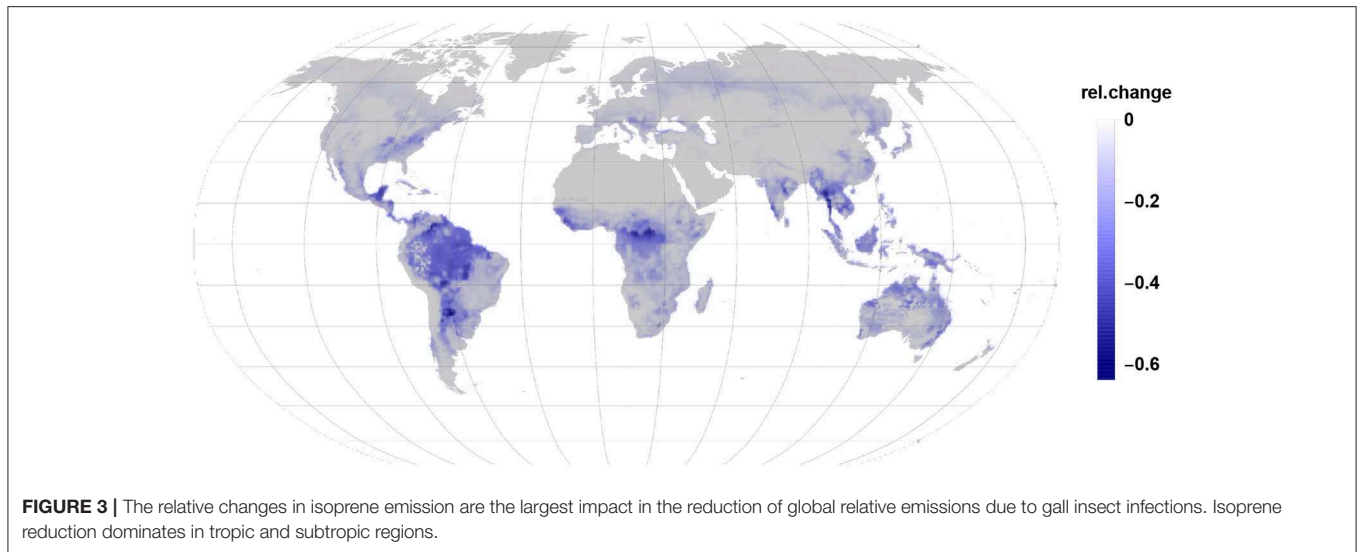 rel.change
0
−0.2
−0.4
−0.6
FIGURE 3 | The relative changes in isoprene emission are the largest impact in the reduction of global relative emissions due to gall insect infections. Isoprene
reduction dominates in tropic and subtropic regions.